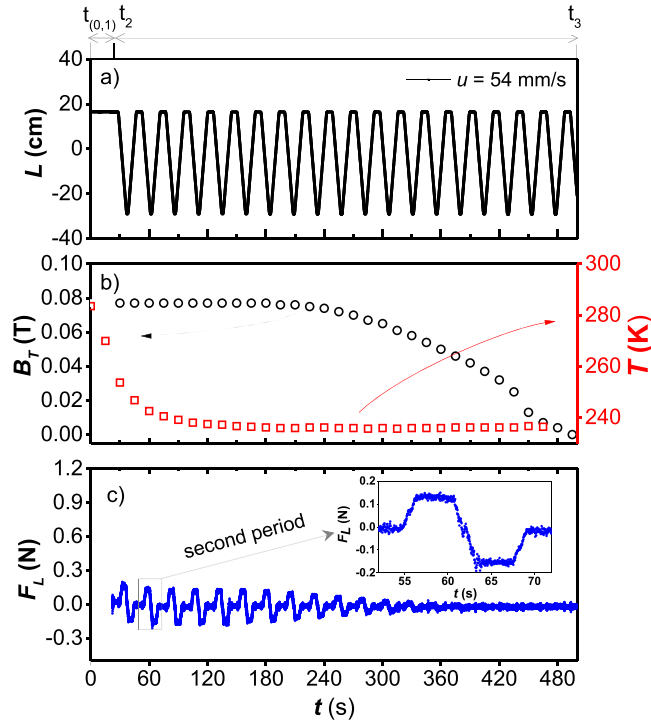 t(0,1) t2 t3
a)
u = 54 mm/s
40
20
0
-20
-40
L (cm)
b)
0.10
0.08
0.06
0.04
0.02
0.00
BT (T)
300
280
260
240
T (K)
c)
1.2
0.9
0.6
0.3
0.0
-0.3
FL (N)
second period
0.2
0.1
0.0
-0.1
-0.2
FL (N)
55 60 65 70
t (s)
0 60 120 180 240 300 360 420 480
t (s)